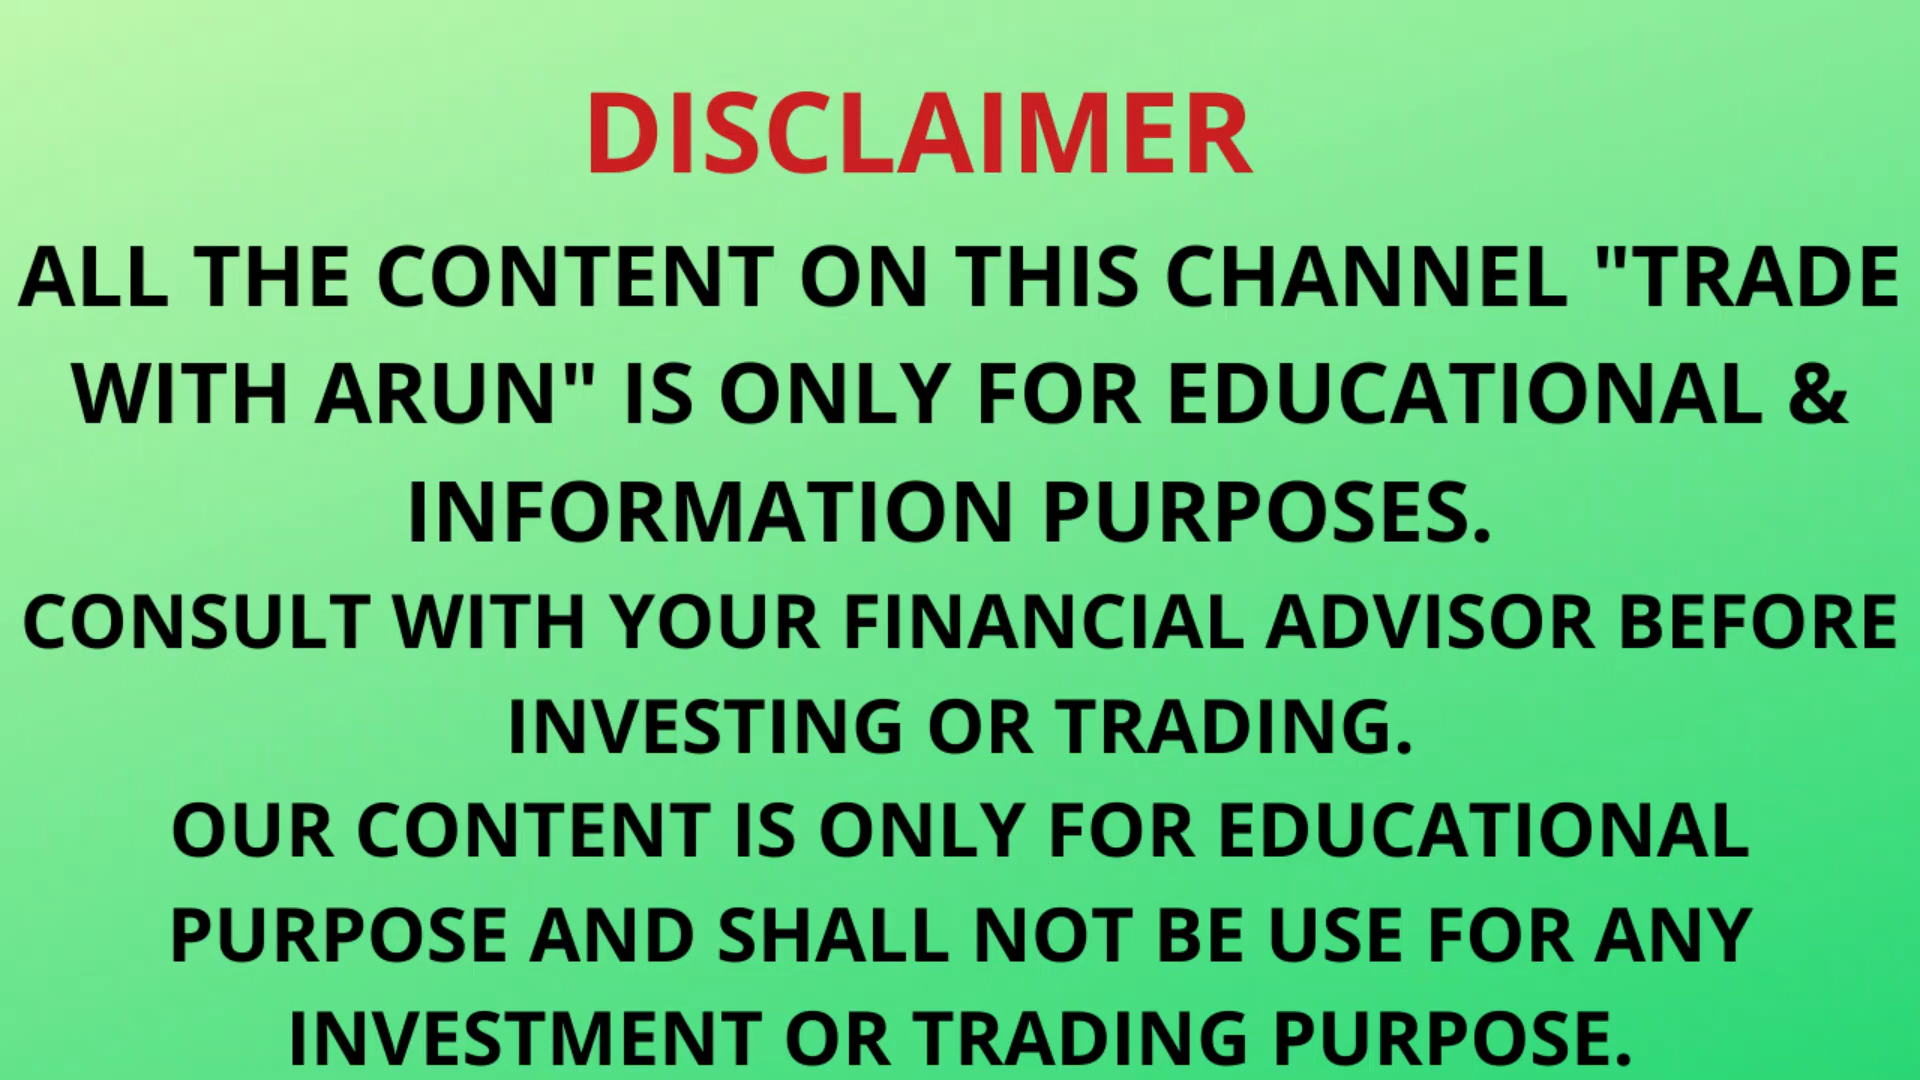 DISCLAIMER
ALL THE CONTENT ON THIS CHANNEL "TRADE
WITH ARUN" IS ONLY FOR EDUCATIONAL &
INFORMATION PURPOSES.
CONSULT WITH YOUR FINANCIAL ADVISOR BEFORE
INVESTING OR TRADING.
OUR CONTENT IS ONLY FOR EDUCATIONAL
PURPOSE AND SHALL NOT BE USE FOR ANY
INVESTMENT OR TRADING PURPOSE.